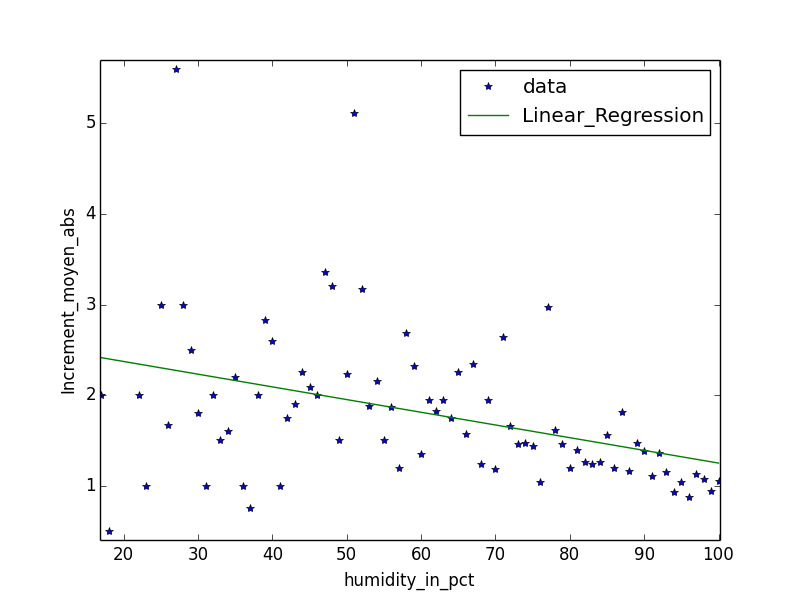 data
Linear_Regression
5
4
3
2
1
Increment_moyen_abs
20 30 40 50 60 70 80 90 100
humidity_in_pct